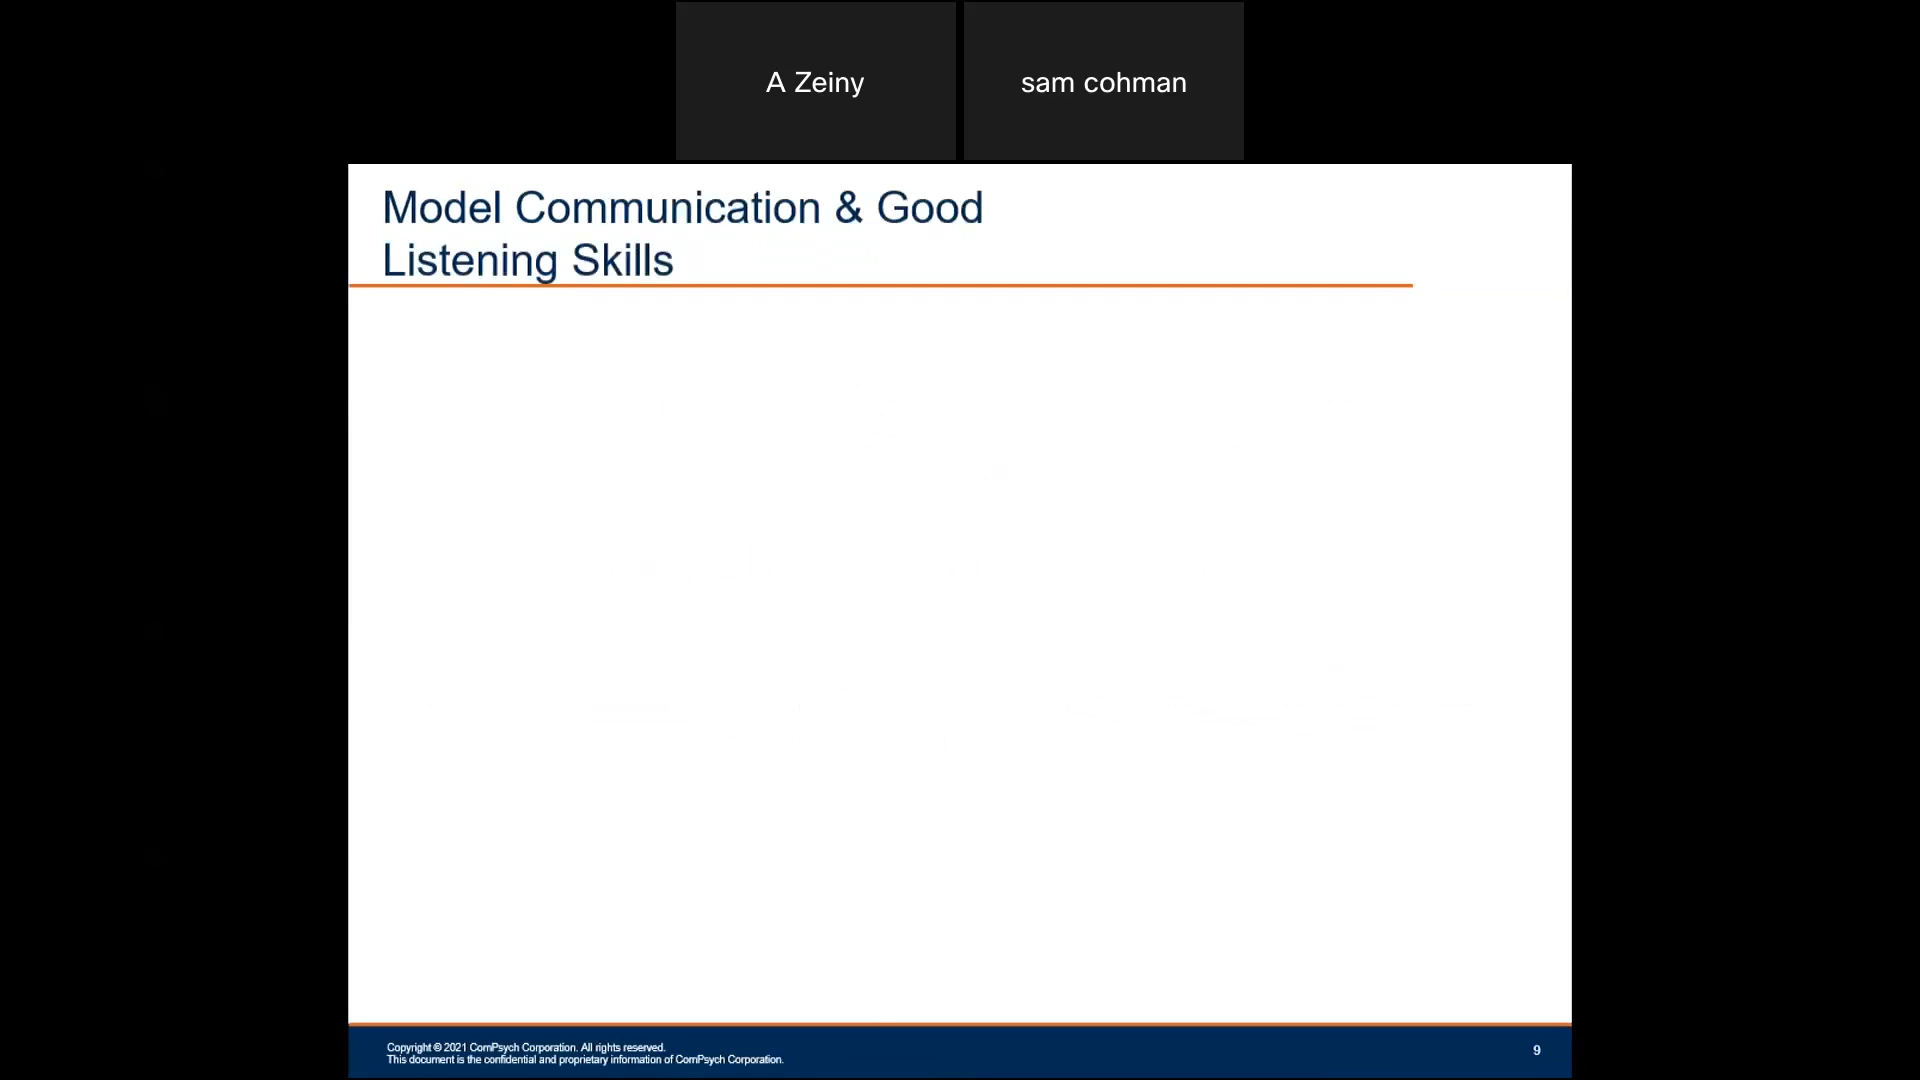 A Zeiny
sam cohman
Model Communication & Good
Listening Skills
Copyright © 2021 ComPsych Corporation. All rights reserved.
This document is the confidential and proprietary information of ComPsych Corporation.
9